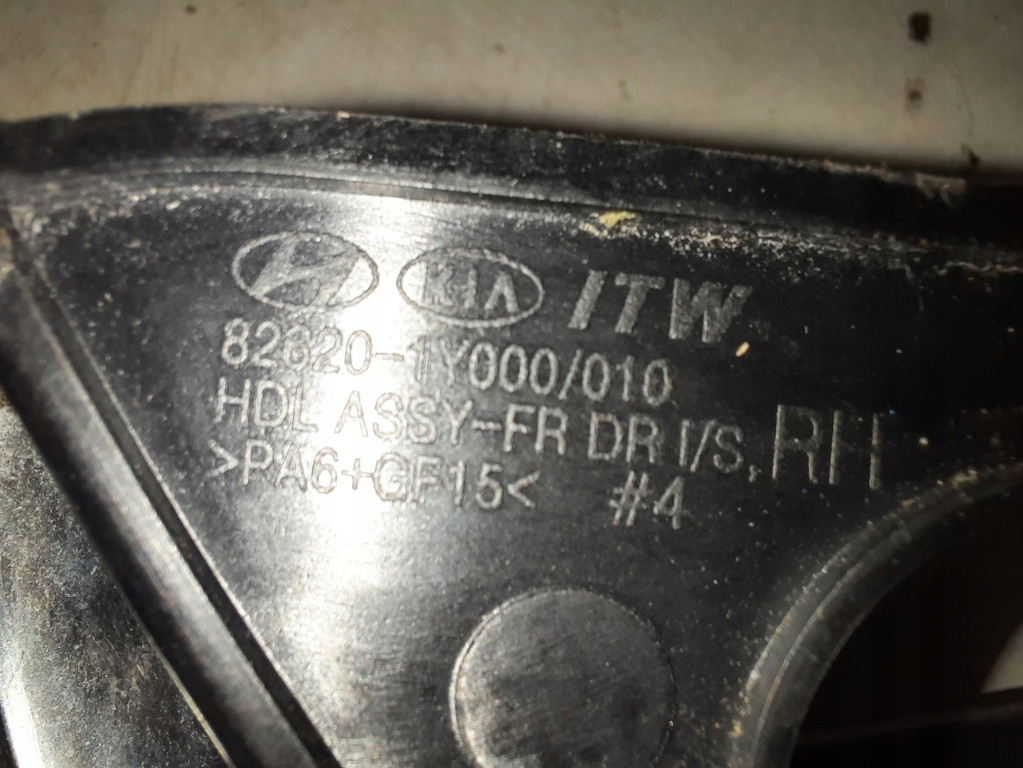 KIA ITW
82620-1Y000/010
HDL ASSY-FR DR I/S, RH
>PA6+GF15< #4